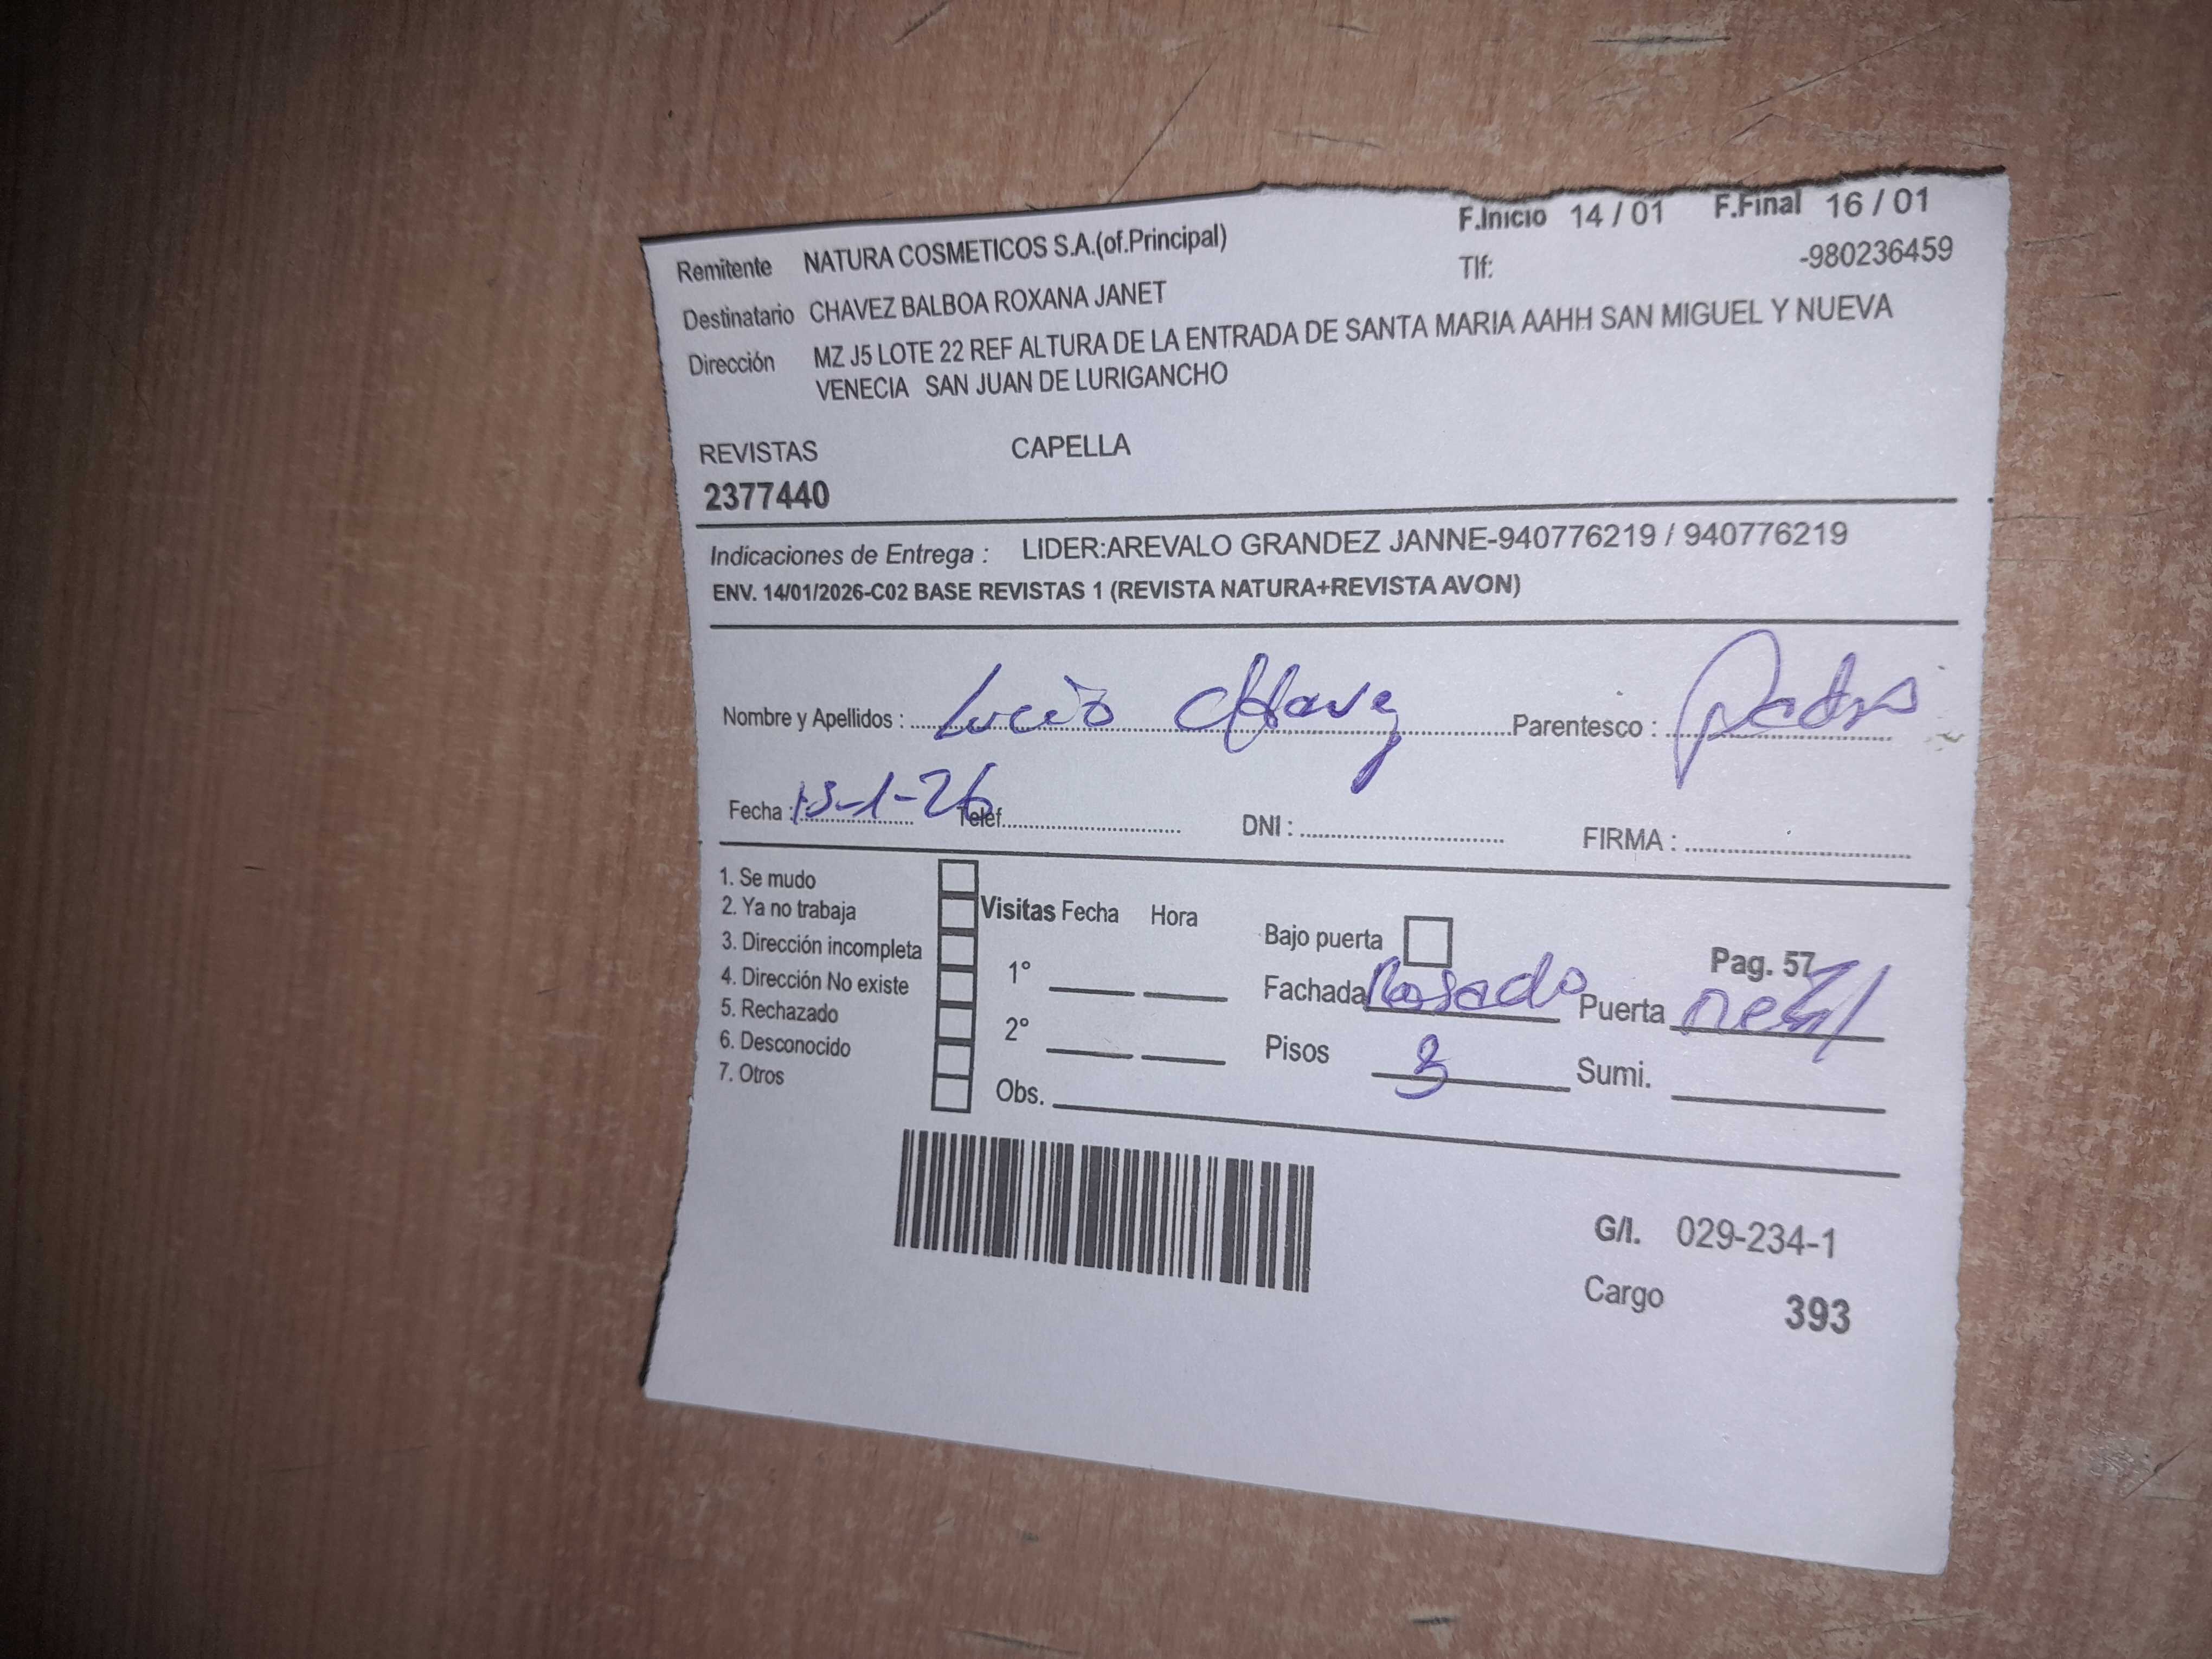 F.Inicio 14 / 01 F.Final 16 / 01
Remitente NATURA COSMETICOS S.A.(of.Principal) Tlf: -980236459
Destinatario CHAVEZ BALBOA ROXANA JANET
Dirección MZ J5 LOTE 22 REF ALTURA DE LA ENTRADA DE SANTA MARIA AAHH SAN MIGUEL Y NUEVA
VENECIA SAN JUAN DE LURIGANCHO
REVISTAS CAPELLA
2377440
Indicaciones de Entrega : LIDER:AREVALO GRANDEZ JANNE-940776219 / 940776219
ENV. 14/01/2026-C02 BASE REVISTAS 1 (REVISTA NATURA+REVISTA AVON)
Nombre y Apellidos : Lucio Chavez Parentesco : Padre
Fecha : 15-1-26 Telef. DNI : FIRMA :
1. Se mudo
2. Ya no trabaja Visitas Fecha Hora
3. Dirección incompleta Bajo puerta Pag. 57
4. Dirección No existe 1° Fachada Rosado Puerta
5. Rechazado
6. Desconocido 2° Pisos 3 Sumi.
7. Otros Obs.
G/I. 029-234-1
Cargo 393